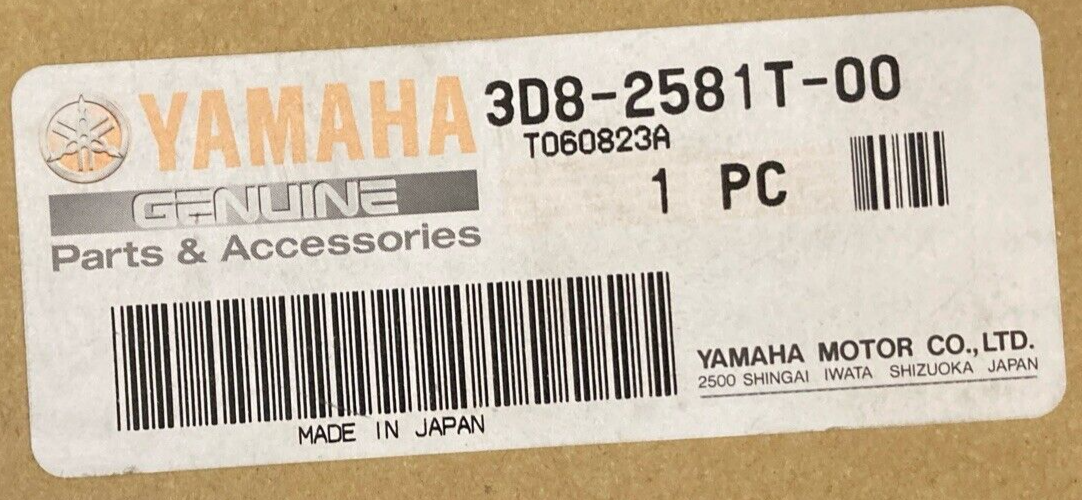 YAMAHA
GENUINE
Parts & Accessories
3D8-2581T-00
T060823A
1 PC
MADE IN JAPAN
YAMAHA MOTOR CO.,LTD.
2500 SHINGAI IWATA SHIZUOKA JAPAN